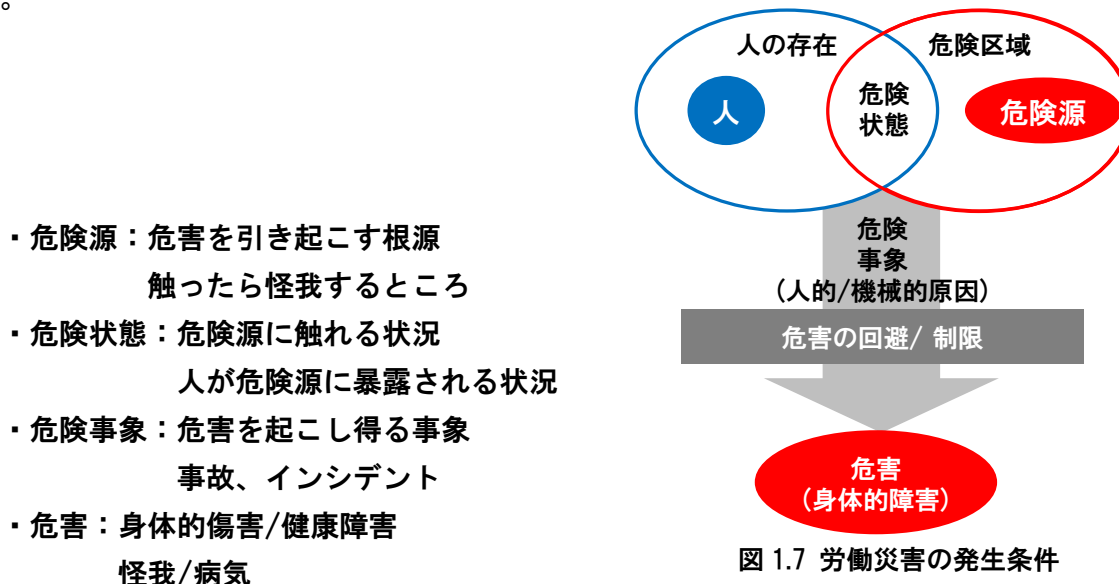 。
・危険源：危害を引き起こす根源
触ったら怪我するところ
・危険状態：危険源に触れる状況
人が危険源に暴露される状況
・危険事象：危害を起こし得る事象
事故、インシデント
・危害：身体的傷害/健康障害
怪我/病気
人の存在
危険区域
人
危険
状態
危険源
危険
事象
（人的/機械的原因）
危害の回避/ 制限
危害
（身体的障害）
図 1.7 労働災害の発生条件